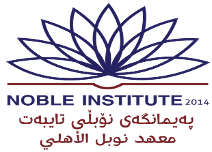 NOBLE INSTITUTE 2014
پەیمانگەی نۆبڵی تایبەت
معهد نوبل الأهلي